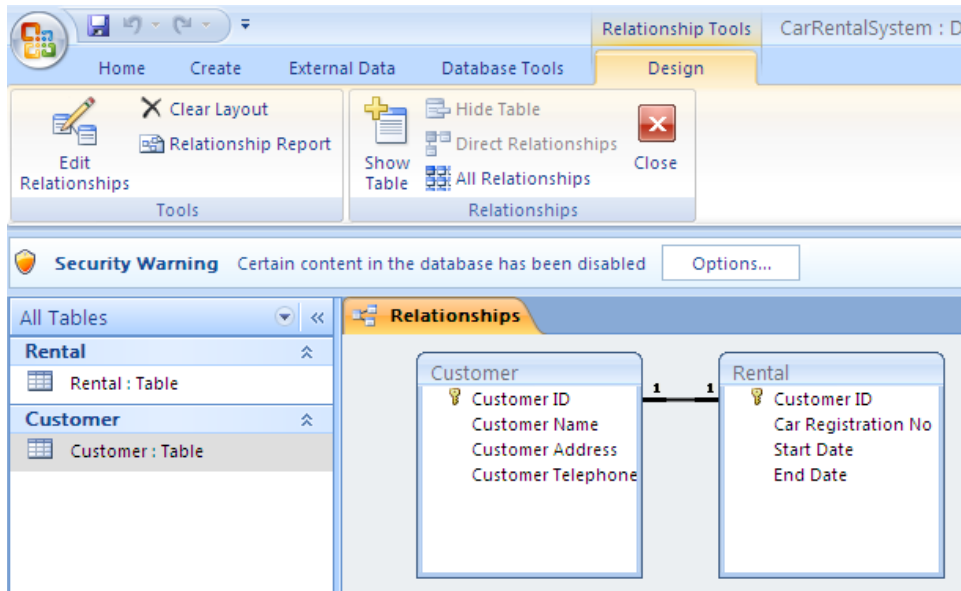 Relationship Tools
CarRentalSystem : D
Home Create External Data Database Tools Design
Edit Relationships
Clear Layout
Relationship Report
Tools
Show Table
Hide Table
Direct Relationships
All Relationships
Close
Relationships
Security Warning Certain content in the database has been disabled Options...
All Tables
Rental
Rental : Table
Customer
Customer : Table
Relationships
Customer
Customer ID
Customer Name
Customer Address
Customer Telephone
1 1
Rental
Customer ID
Car Registration No
Start Date
End Date